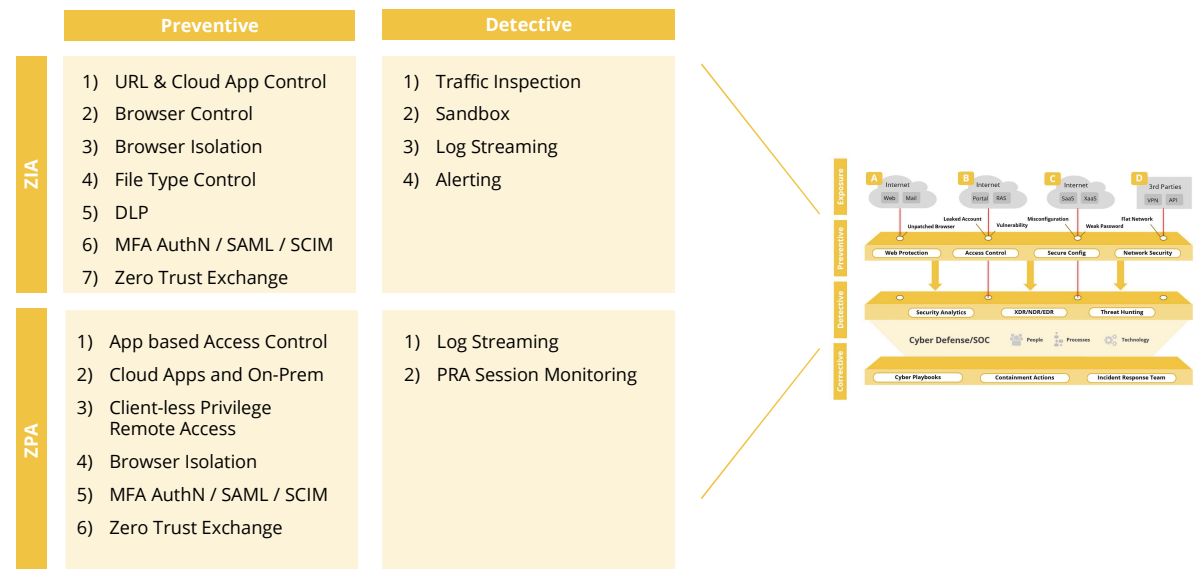 Preventive
Detective
ZIA
1) URL & Cloud App Control
2) Browser Control
3) Browser Isolation
4) File Type Control
5) DLP
6) MFA AuthN / SAML / SCIM
7) Zero Trust Exchange
1) Traffic Inspection
2) Sandbox
3) Log Streaming
4) Alerting
ZPA
1) App based Access Control
2) Cloud Apps and On-Prem
3) Client-less Privilege
Remote Access
4) Browser Isolation
5) MFA AuthN / SAML / SCIM
6) Zero Trust Exchange
1) Log Streaming
2) PRA Session Monitoring
Exposure
A
Internet
Web Mail
B
Internet
Portal RAS
C
Internet
SaaS XaaS
D
3rd Parties
VPN API
Preventive
Unpatched Browser
Leaked Account
Vulnerability
Misconfiguration
Weak Password
Flat Network
Web Protection
Access Control
Secure Config
Network Security
Detective
Security Analytics
XDR/NDR/EDR
Threat Hunting
Cyber Defense/SOC
People
Processes
Technology
Corrective
Cyber Playbooks
Containment Actions
Incident Response Team